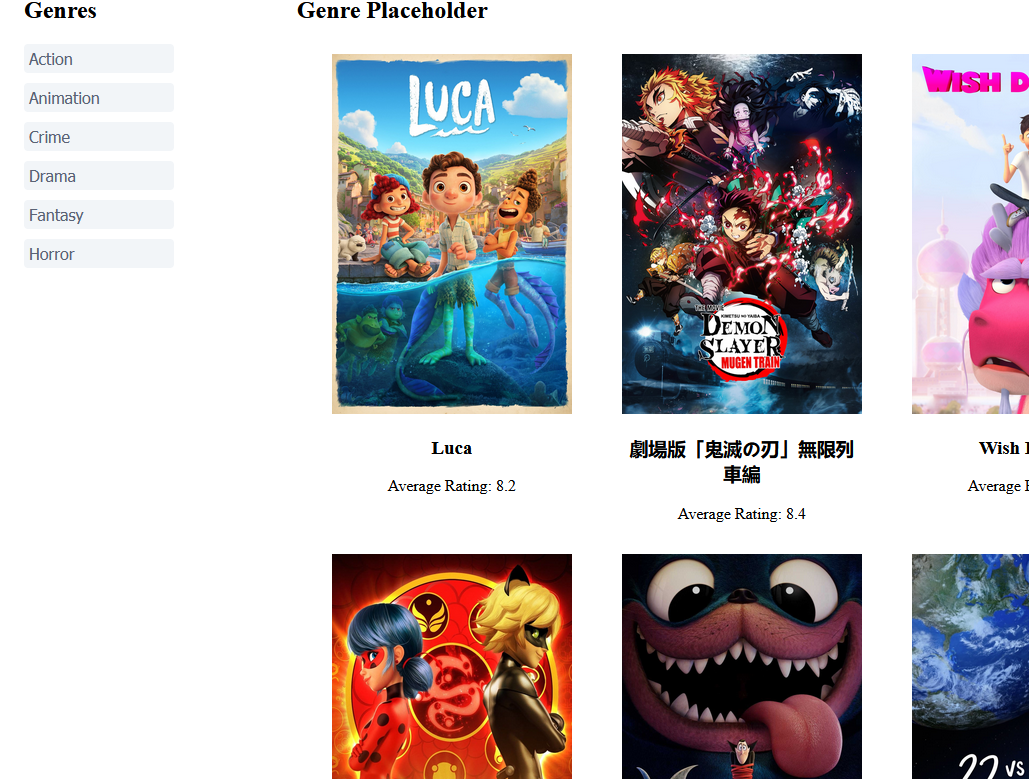 Genres
Action
Animation
Crime
Drama
Fantasy
Horror
Genre Placeholder
LUCA
THE MOVIE
KIMETSU NO YAIBA
DEMON
SLAYER
MUGEN TRAIN
WISH D
Luca
Average Rating: 8.2
劇場版「鬼滅の刃」無限列
車編
Average Rating: 8.4
Wish
Average
22 vs